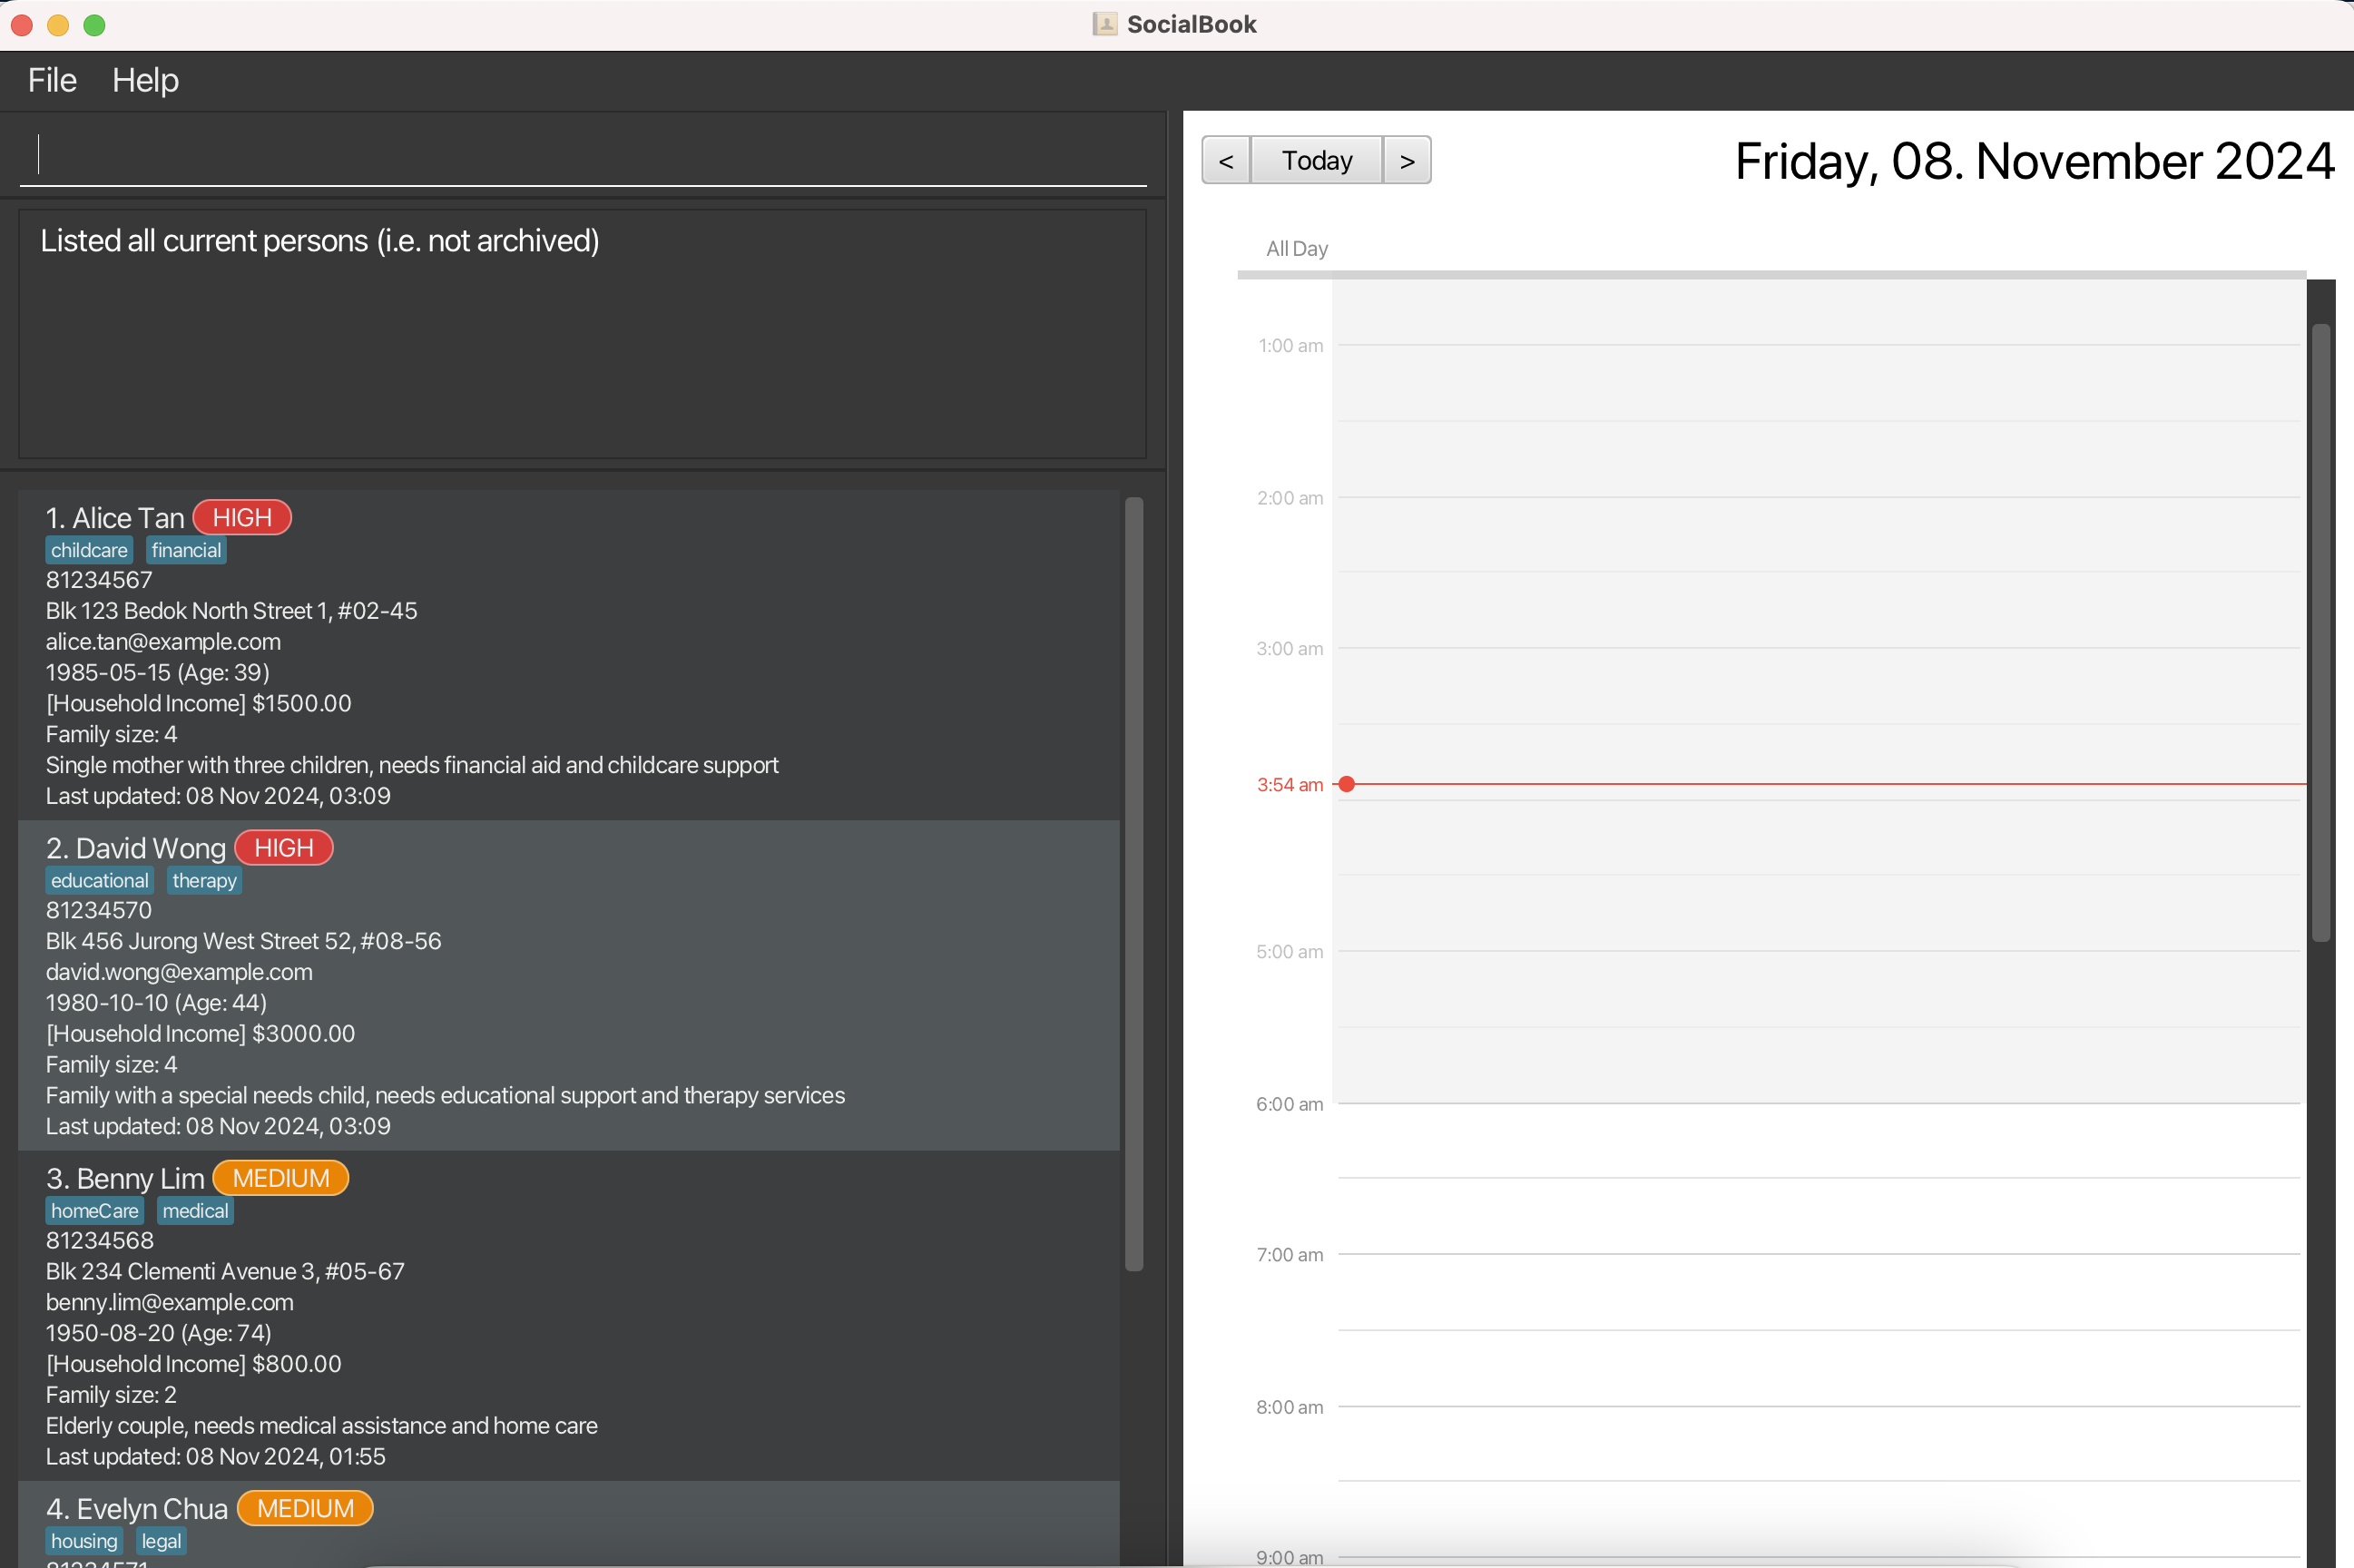 SocialBook
File Help
Listed all current persons (i.e. not archived)
1. Alice Tan HIGH
childcare financial
81234567
Blk 123 Bedok North Street 1, #02-45
alice.tan@example.com
1985-05-15 (Age: 39)
[Household Income] $1500.00
Family size: 4
Single mother with three children, needs financial aid and childcare support
Last updated: 08 Nov 2024, 03:09
2. David Wong HIGH
educational therapy
81234570
Blk 456 Jurong West Street 52, #08-56
david.wong@example.com
1980-10-10 (Age: 44)
[Household Income] $3000.00
Family size: 4
Family with a special needs child, needs educational support and therapy services
Last updated: 08 Nov 2024, 03:09
3. Benny Lim MEDIUM
homeCare medical
81234568
Blk 234 Clementi Avenue 3, #05-67
benny.lim@example.com
1950-08-20 (Age: 74)
[Household Income] $800.00
Family size: 2
Elderly couple, needs medical assistance and home care
Last updated: 08 Nov 2024, 01:55
4. Evelyn Chua MEDIUM
housing legal
81234571
< Today >
Friday, 08. November 2024
All Day
1:00 am
2:00 am
3:00 am
3:54 am
5:00 am
6:00 am
7:00 am
8:00 am
9:00 am